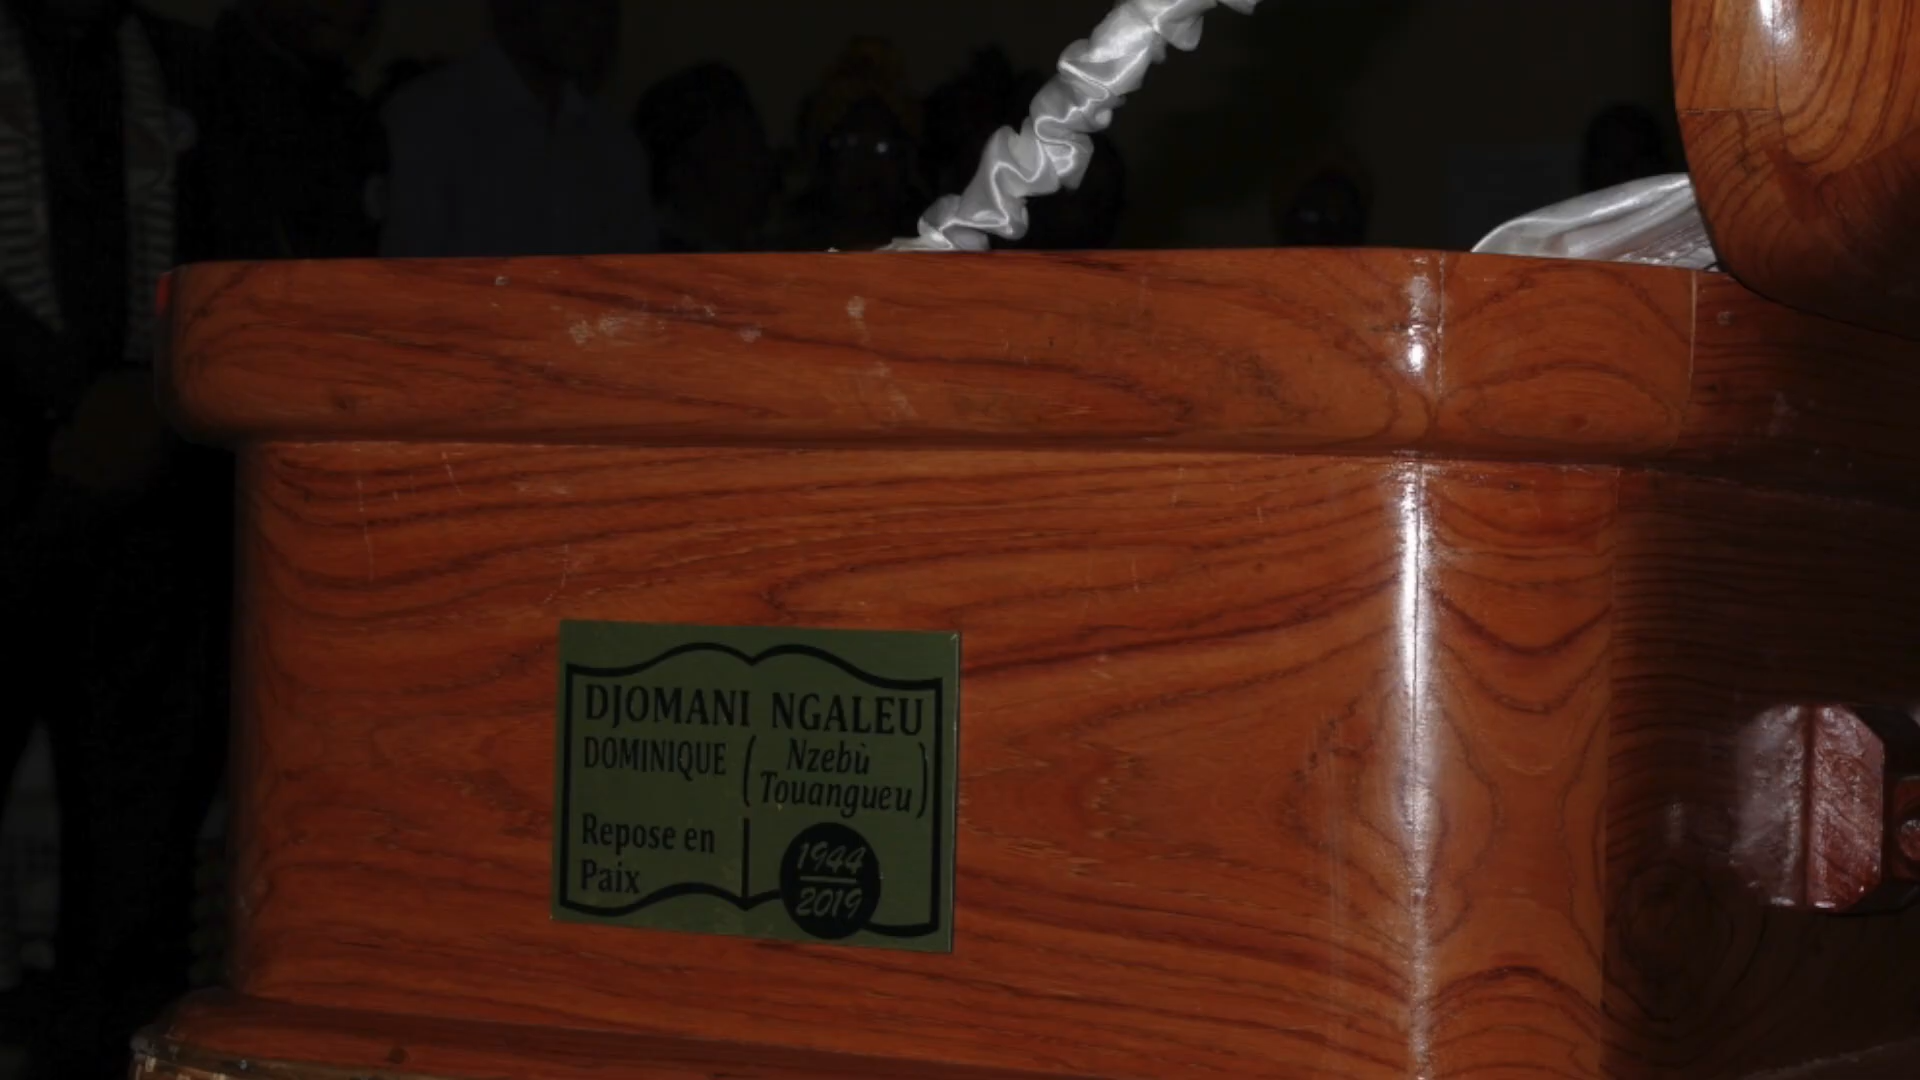 DJOMANI NGALEU
DOMINIQUE (Nzebù
Touangueu)
Repose en
Paix
1944
2019